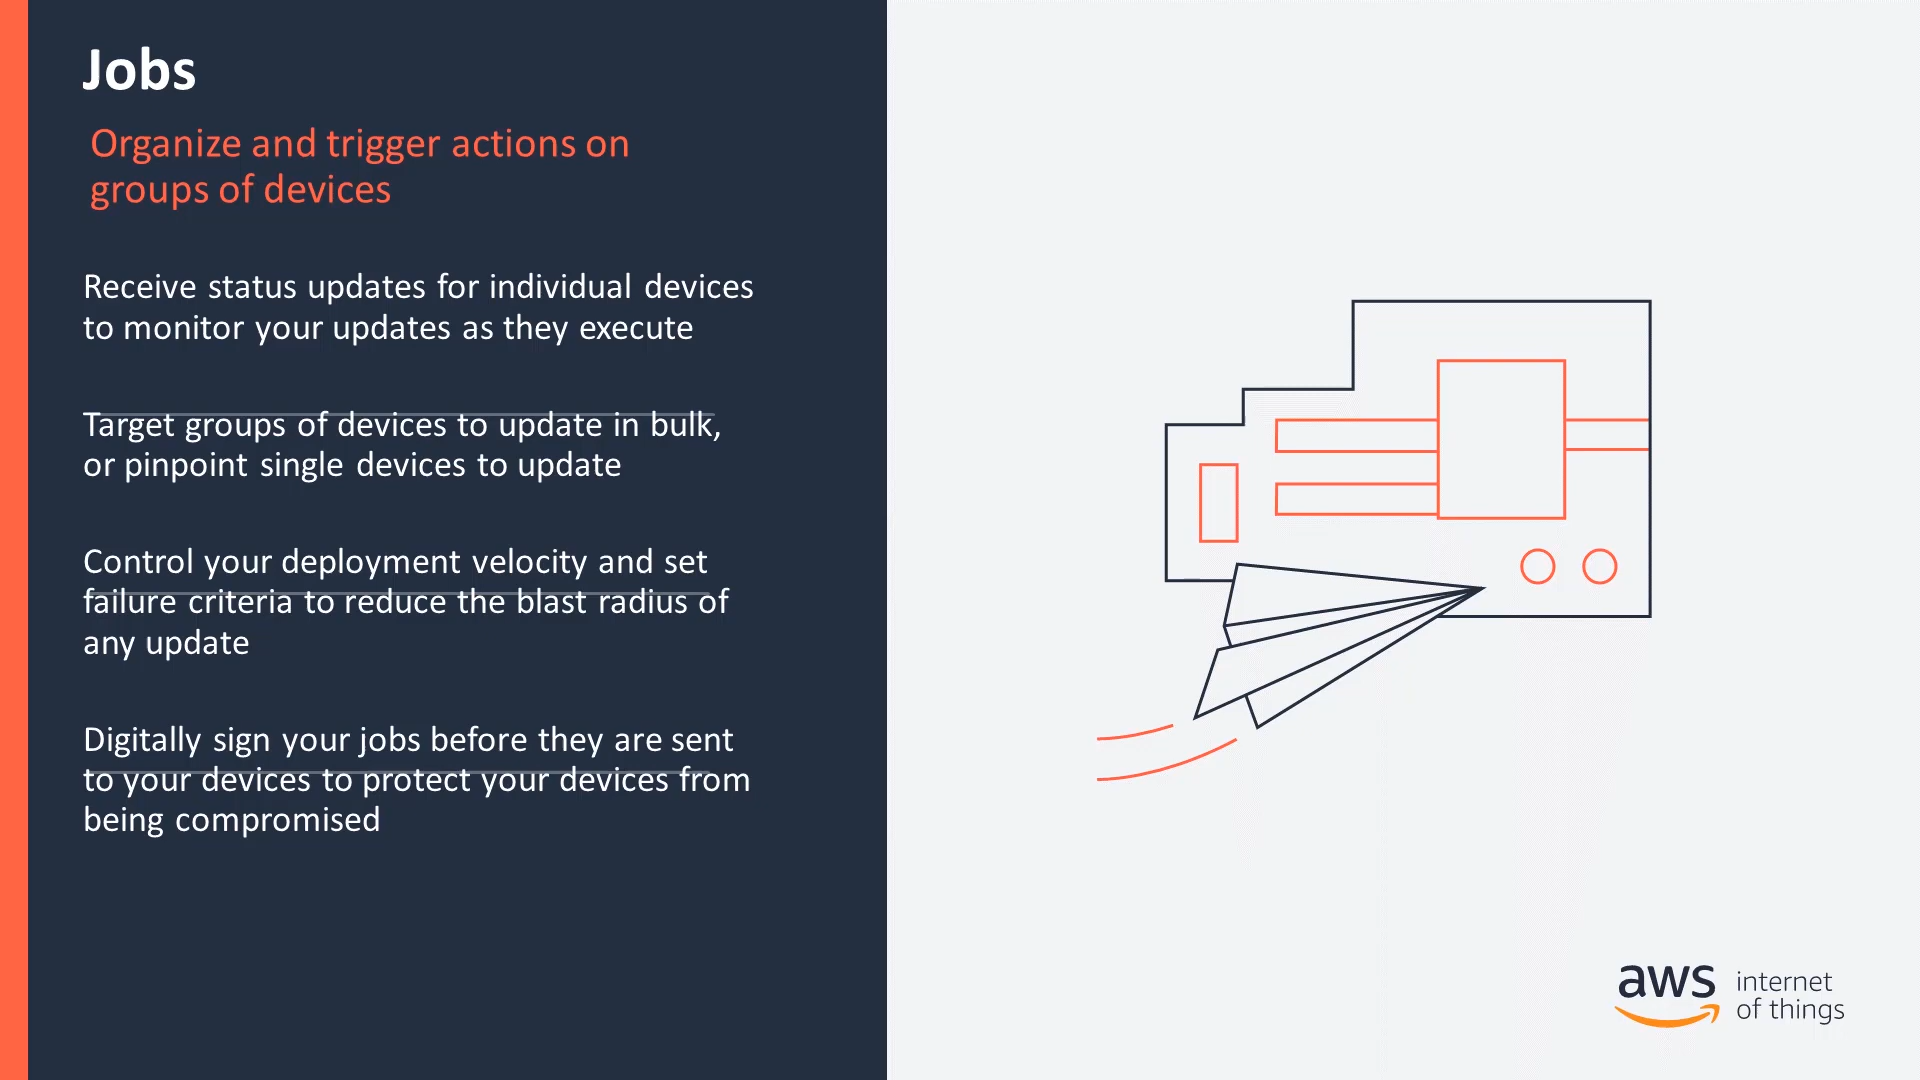 Jobs
Organize and trigger actions on
groups of devices
Receive status updates for individual devices
to monitor your updates as they execute
Target groups of devices to update in bulk,
or pinpoint single devices to update
Control your deployment velocity and set
failure criteria to reduce the blast radius of
any update
Digitally sign your jobs before they are sent
to your devices to protect your devices from
being compromised
aws internet
of things